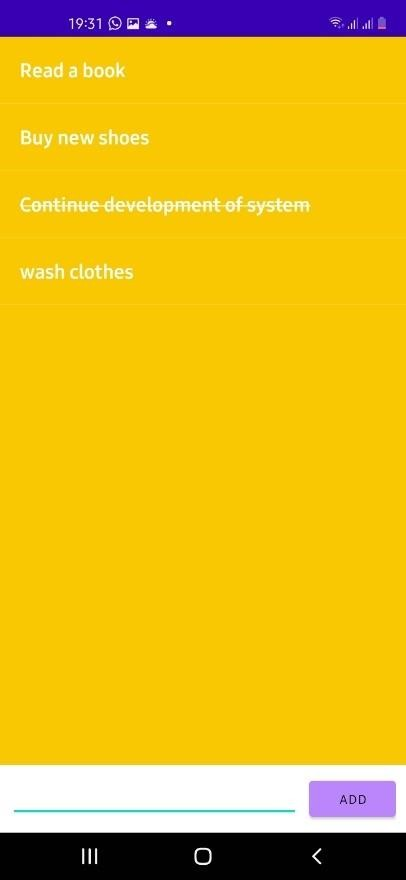 19:31
Read a book
Buy new shoes
Continue development of system
wash clothes
ADD